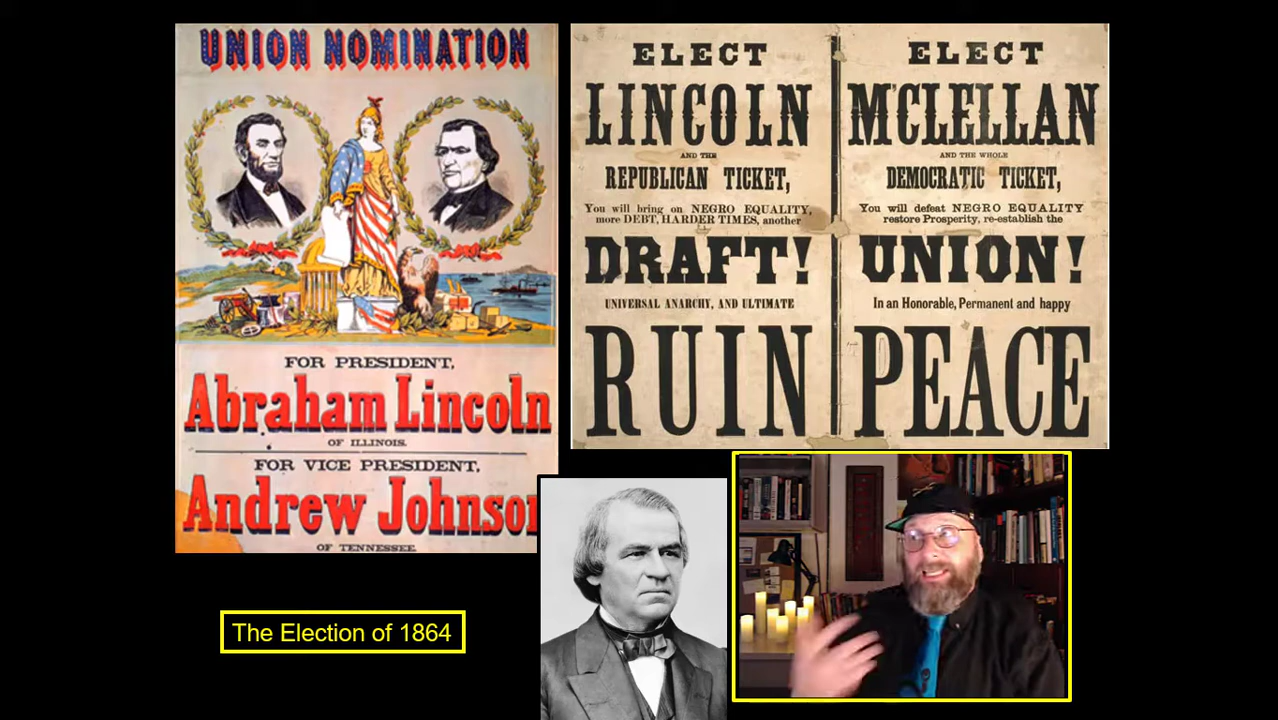 UNION NOMINATION
FOR PRESIDENT,
Abraham Lincoln
OF ILLINOIS.
FOR VICE PRESIDENT,
Andrew Johnson
OF TENNESSEE.
ELECT
LINCOLN
AND THE
REPUBLICAN TICKET,
You will bring on NEGRO EQUALITY,
more DEBT, HARDER TIMES, another
DRAFT!
UNIVERSAL ANARCHY, AND ULTIMATE
RUIN
ELECT
M'CLELLAN
AND THE WHOLE
DEMOCRATIC TICKET,
You will defeat NEGRO EQUALITY
restore Prosperity, re-establish the
UNION!
In an Honorable, Permanent and happy
PEACE
The Election of 1864